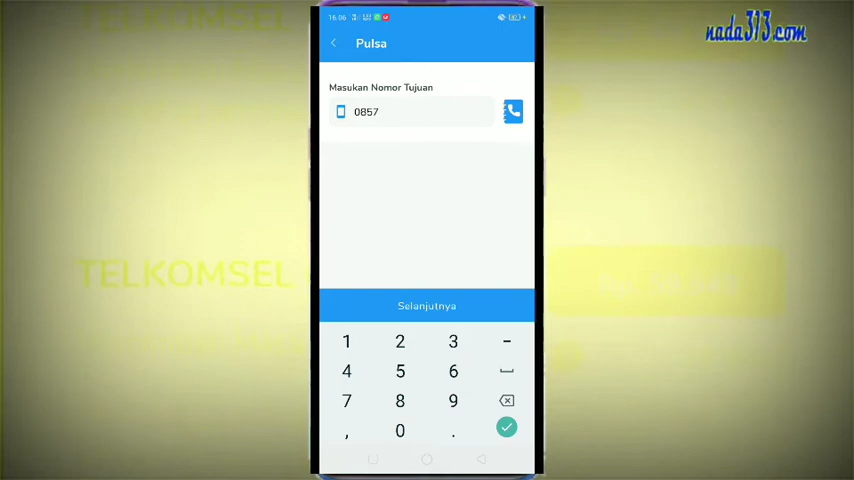 TELKOMSEL
nada313.com
16.06
Pulsa
Masukan Nomor Tujuan
0857
TELKOMSEL
Selanjutnya
1 2 3 -
4 5 6
7 8 9
, 0 .